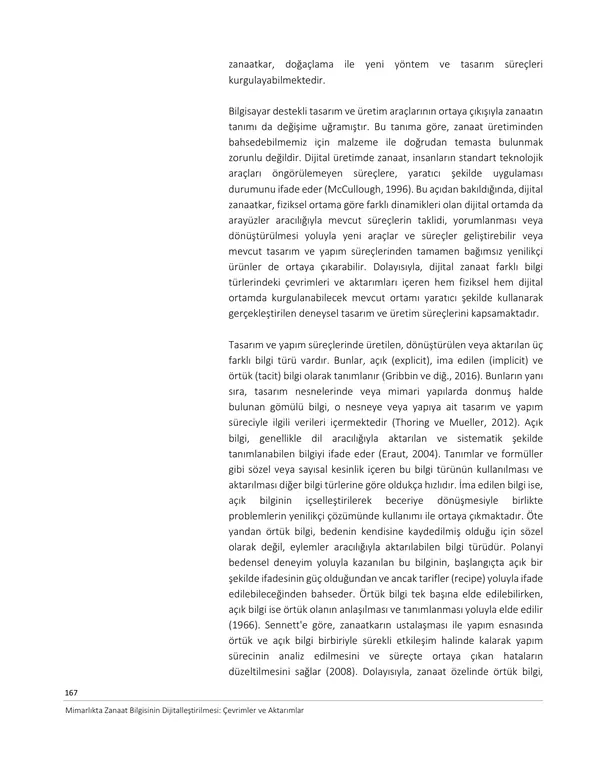 zanaatkar, doğaçlama ile yeni yöntem ve tasarım süreçleri
kurgulayabilmektedir.
Bilgisayar destekli tasarım ve üretim araçlarının ortaya çıkışıyla zanaatın
tanımı da değişime uğramıştır. Bu tanıma göre, zanaat üretiminden
bahsedebilmemiz için malzeme ile doğrudan temasta bulunmak
zorunlu değildir. Dijital üretimde zanaat, insanların standart teknolojik
araçları öngörülemeyen süreçlere, yaratıcı şekilde uygulaması
durumunu ifade eder (McCullough, 1996). Bu açıdan bakıldığında, dijital
zanaatkar, fiziksel ortama göre farklı dinamikleri olan dijital ortamda da
arayüzler aracılığıyla mevcut süreçlerin taklidi, yorumlanması veya
dönüştürülmesi yoluyla yeni araçlar ve süreçler geliştirebilir veya
mevcut tasarım ve yapım süreçlerinden tamamen bağımsız yenilikçi
ürünler de ortaya çıkarabilir. Dolayısıyla, dijital zanaat farklı bilgi
türlerindeki çevrimleri ve aktarımları içeren hem fiziksel hem dijital
ortamda kurgulanabilecek mevcut ortamı yaratıcı şekilde kullanarak
gerçekleştirilen deneysel tasarım ve üretim süreçlerini kapsamaktadır.
Tasarım ve yapım süreçlerinde üretilen, dönüştürülen veya aktarılan üç
farklı bilgi türü vardır. Bunlar, açık (explicit), ima edilen (implicit) ve
örtük (tacit) bilgi olarak tanımlanır (Gribbin ve diğ., 2016). Bunların yanı
sıra, tasarım nesnelerinde veya mimari yapılarda donmuş halde
bulunan gömülü bilgi, o nesneye veya yapıya ait tasarım ve yapım
süreciyle ilgili verileri içermektedir (Thoring ve Mueller, 2012). Açık
bilgi, genellikle dil aracılığıyla aktarılan ve sistematik şekilde
tanımlanabilen bilgiyi ifade eder (Eraut, 2004). Tanımlar ve formüller
gibi sözel veya sayısal kesinlik içeren bu bilgi türünün kullanılması ve
aktarılması diğer bilgi türlerine göre oldukça hızlıdır. İma edilen bilgi ise,
açık bilginin içselleştirilerek beceriye dönüşmesiyle birlikte
problemlerin yenilikçi çözümünde kullanımı ile ortaya çıkmaktadır. Öte
yandan örtük bilgi, bedenin kendisine kaydedilmiş olduğu için sözel
olarak değil, eylemler aracılığıyla aktarılabilen bilgi türüdür. Polanyi
bedensel deneyim yoluyla kazanılan bu bilginin, başlangıçta açık bir
şekilde ifadesinin güç olduğundan ve ancak tarifler (recipe) yoluyla ifade
edilebileceğinden bahseder. Örtük bilgi tek başına elde edilebilirken,
açık bilgi ise örtük olanın anlaşılması ve tanımlanması yoluyla elde edilir
(1966). Sennett'e göre, zanaatkarın ustalaşması ile yapım esnasında
örtük ve açık bilgi birbiriyle sürekli etkileşim halinde kalarak yapım
sürecinin analiz edilmesini ve süreçte ortaya çıkan hataların
düzeltilmesini sağlar (2008). Dolayısıyla, zanaat özelinde örtük bilgi,
167
Mimarlıkta Zanaat Bilgisinin Dijitalleştirilmesi: Çevrimler ve Aktarımlar